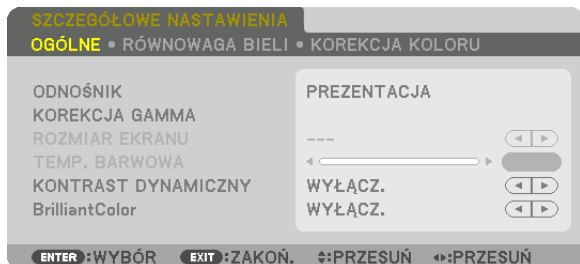 SZCZEGÓŁOWE NASTAWIENIA
OGÓLNE • RÓWNOWAGA BIELI • KOREKCJA KOLORU
ODNOŚNIK PREZENTACJA
KOREKCJA GAMMA
ROZMIAR EKRANU ---
TEMP. BARWOWA
KONTRAST DYNAMICZNY WYŁĄCZ.
BrilliantColor WYŁĄCZ.
ENTER :WYBÓR EXIT :ZAKOŃ. :PRZESUŃ :PRZESUŃ